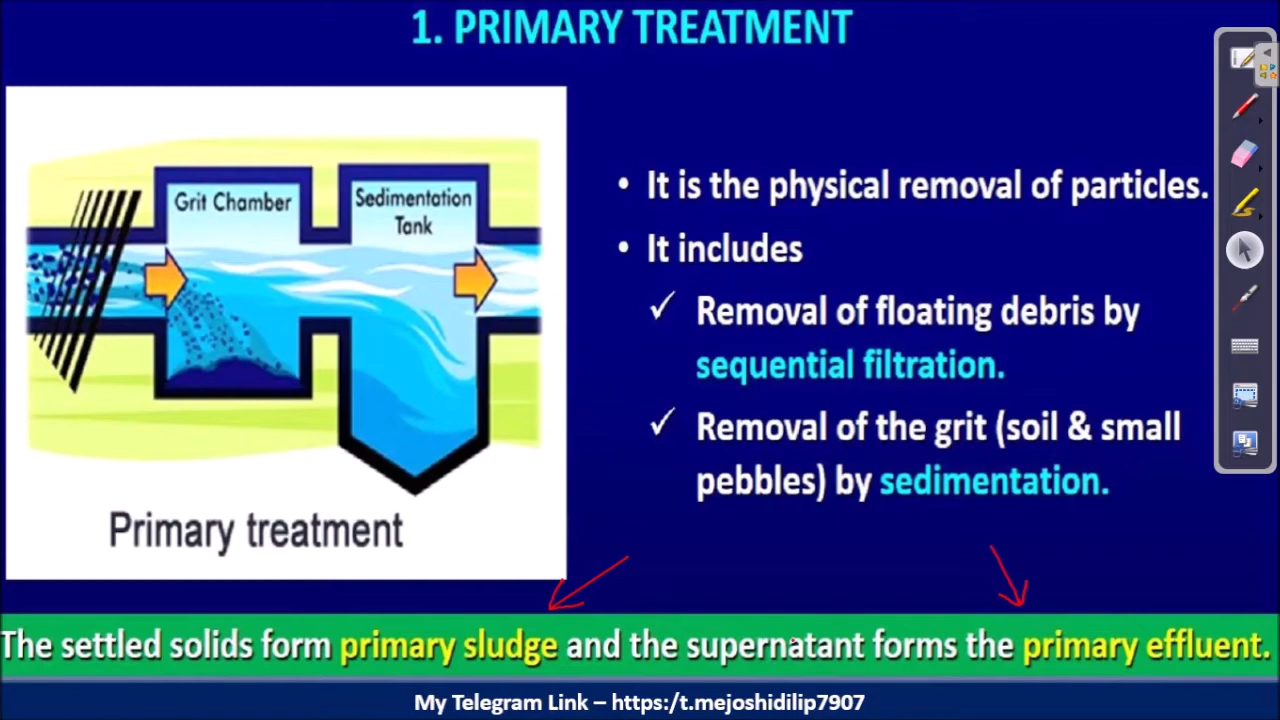 1. PRIMARY TREATMENT
Grit Chamber
Sedimentation
Tank
Primary treatment
• It is the physical removal of particles.
• It includes
✓ Removal of floating debris by
sequential filtration.
✓ Removal of the grit (soil & small
pebbles) by sedimentation.
The settled solids form primary sludge and the supernatant forms the primary effluent.
My Telegram Link – https:/t.mejoshidilip7907